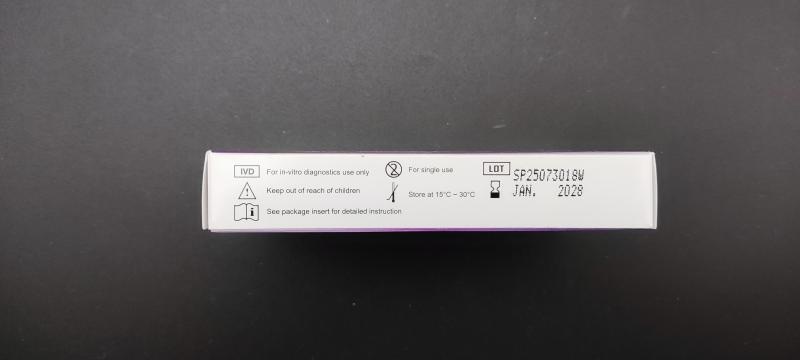 IVD For in-vitro diagnostics use only
Keep out of reach of children
See package insert for detailed instruction
2 For single use
Store at 15°C ~ 30°C
LOT SP25073018W
JAN. 2028